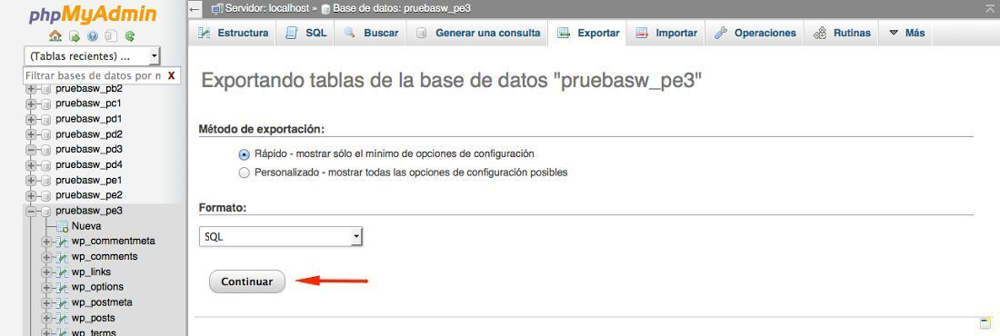 phpMyAdmin
(Tablas recientes) ...
Filtrar bases de datos por n X
pruebasw_pb2
pruebasw_pc1
pruebasw_pd1
pruebasw_pd2
pruebasw_pd3
pruebasw_pd4
pruebasw_pe1
pruebasw_pe2
pruebasw_pe3
Nueva
wp_commentmeta
wp_comments
wp_links
wp_options
wp_postmeta
wp_posts
wp_terms
Servidor: localhost » Base de datos: pruebasw_pe3
Estructura SQL Buscar Generar una consulta Exportar Importar Operaciones Rutinas Más
Exportando tablas de la base de datos "pruebasw_pe3"
Método de exportación:
Rápido - mostrar sólo el mínimo de opciones de configuración
Personalizado - mostrar todas las opciones de configuración posibles
Formato:
SQL
Continuar